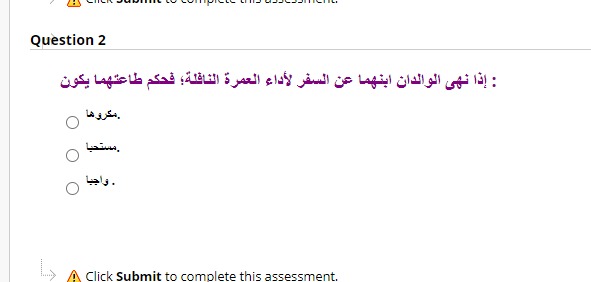 Click Submit to complete this assessment.
Question 2
إذا نهى الوالدان ابنهما عن السفر لأداء العمرة النافلة؛ فحكم طاعتهما يكون :
مكروها.
مستحبا.
واجبا .
Click Submit to complete this assessment.